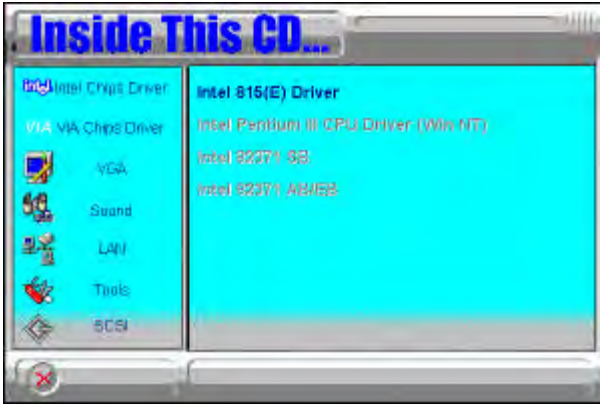 Inside This CD...
intel Intel Chips Driver
VIA VIA Chips Driver
VGA
Sound
LAN
Tools
SCSI
Intel 815(E) Driver
Intel Pentium III CPU Driver (Win NT)
Intel 82371 SB
Intel 82371 AB/EB